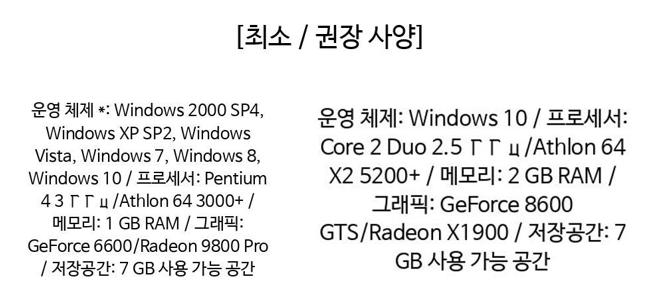 [최소 / 권장 사양]
운영 체제 *: Windows 2000 SP4,
Windows XP SP2, Windows
Vista, Windows 7, Windows 8,
Windows 10 / 프로세서: Pentium
4 3 ГГц/Athlon 64 3000+ /
메모리: 1 GB RAM / 그래픽:
GeForce 6600/Radeon 9800 Pro
/ 저장공간: 7 GB 사용 가능 공간
운영 체제: Windows 10 / 프로세서:
Core 2 Duo 2.5 ГГц/Athlon 64
X2 5200+ / 메모리: 2 GB RAM /
그래픽: GeForce 8600
GTS/Radeon X1900 / 저장공간: 7
GB 사용 가능 공간